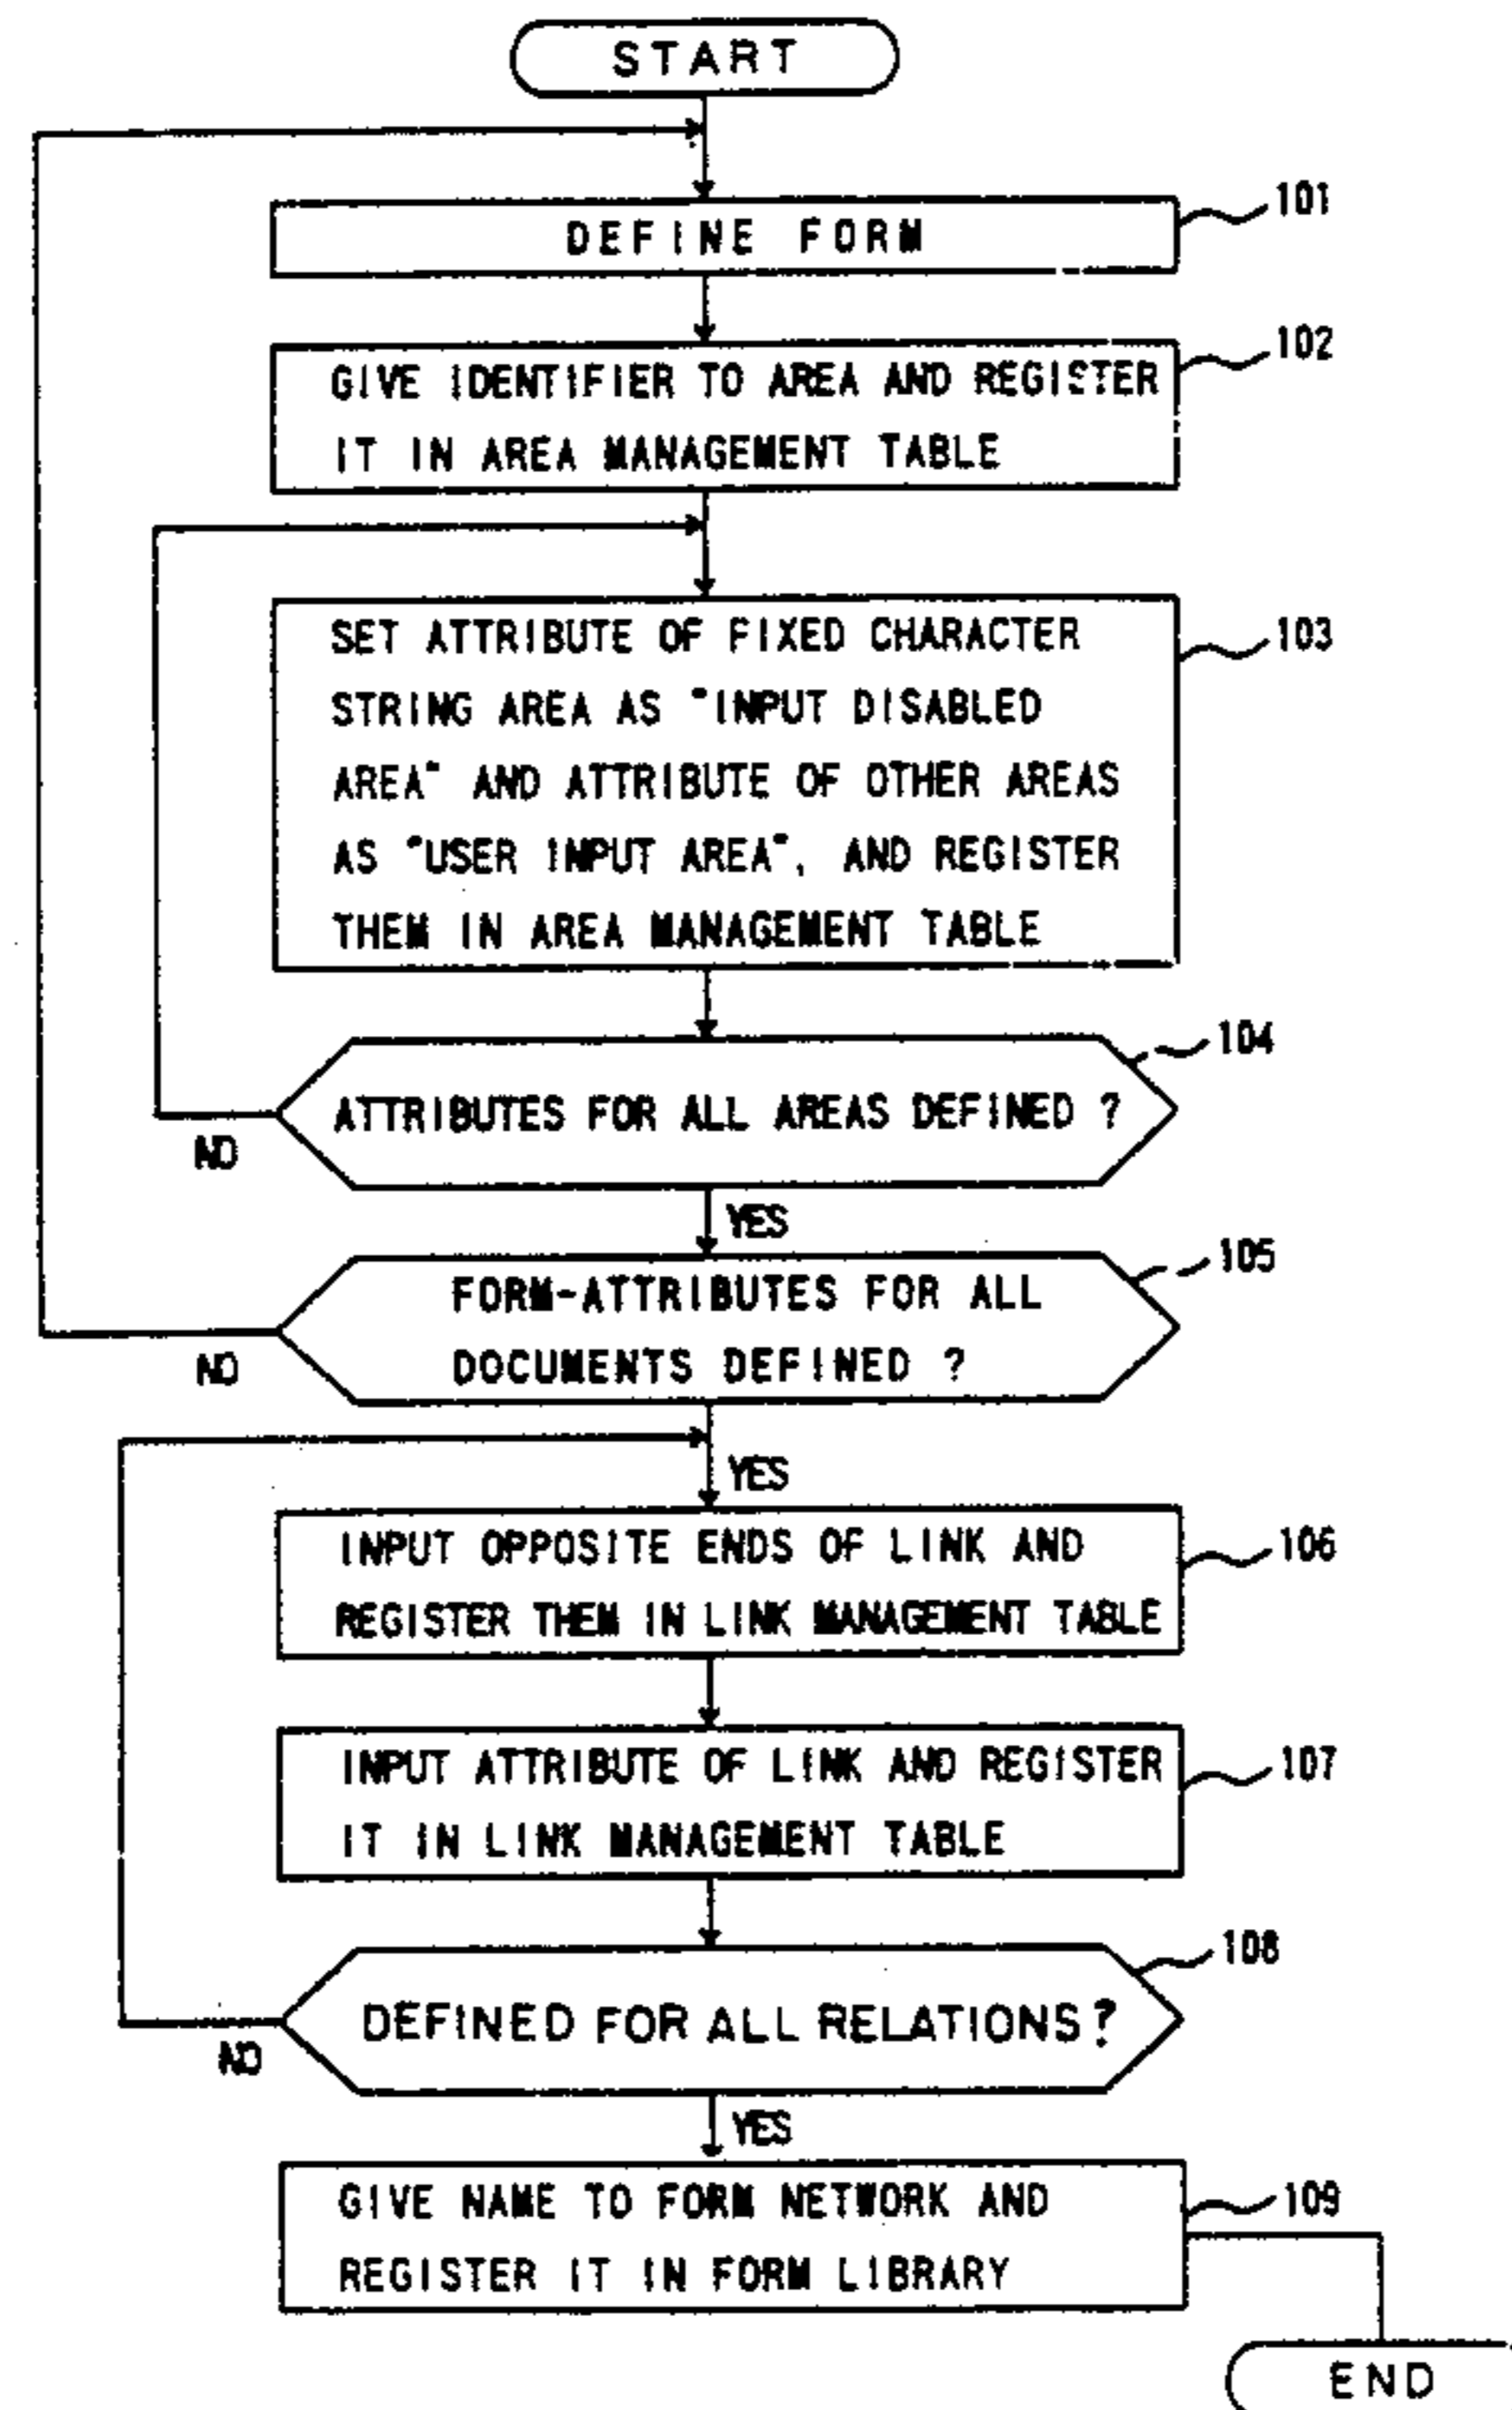 START
101
DEFINE FORM
102
GIVE IDENTIFIER TO AREA AND REGISTER
IT IN AREA MANAGEMENT TABLE
103
SET ATTRIBUTE OF FIXED CHARACTER
STRING AREA AS "INPUT DISABLED
AREA" AND ATTRIBUTE OF OTHER AREAS
AS "USER INPUT AREA", AND REGISTER
THEM IN AREA MANAGEMENT TABLE
104
ATTRIBUTES FOR ALL AREAS DEFINED ?
NO
YES
105
FORM-ATTRIBUTES FOR ALL
DOCUMENTS DEFINED ?
NO
YES
106
INPUT OPPOSITE ENDS OF LINK AND
REGISTER THEM IN LINK MANAGEMENT TABLE
107
INPUT ATTRIBUTE OF LINK AND REGISTER
IT IN LINK MANAGEMENT TABLE
108
DEFINED FOR ALL RELATIONS?
NO
YES
109
GIVE NAME TO FORM NETWORK AND
REGISTER IT IN FORM LIBRARY
END